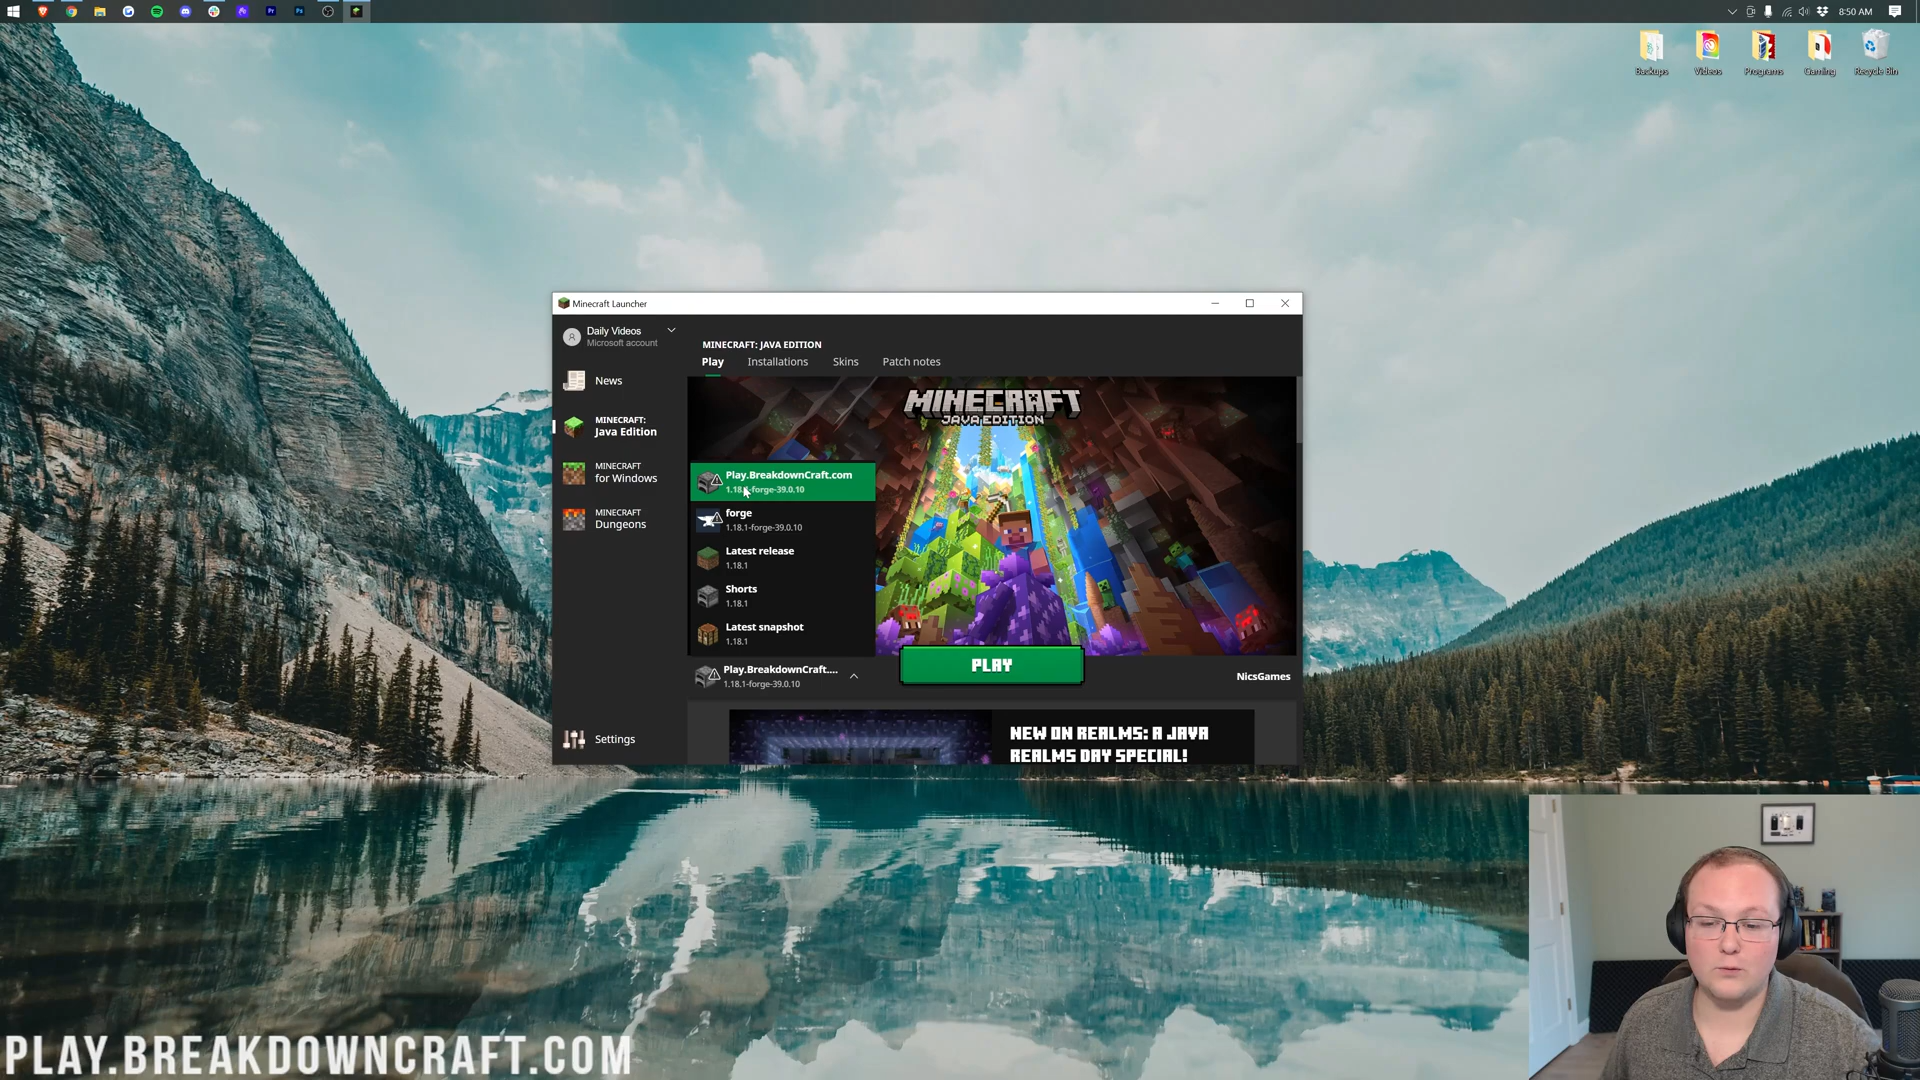 8:50 AM
Backups
Videos
Programs
Gaming
Recycle Bin
Minecraft Launcher
Daily Videos
Microsoft account
News
MINECRAFT:
Java Edition
MINECRAFT
for Windows
MINECRAFT
Dungeons
Settings
MINECRAFT: JAVA EDITION
Play
Installations
Skins
Patch notes
MINECRAFT
JAVA EDITION
Play.BreakdownCraft.com
1.18.1-forge-39.0.10
forge
1.18.1-forge-39.0.10
Latest release
1.18.1
Shorts
1.18.1
Latest snapshot
1.18.1
Play.BreakdownCraft....
1.18.1-forge-39.0.10
PLAY
NicsGames
NEW ON REALMS: A JAVA
REALMS DAY SPECIAL!
PLAY.BREAKDOWNCRAFT.COM